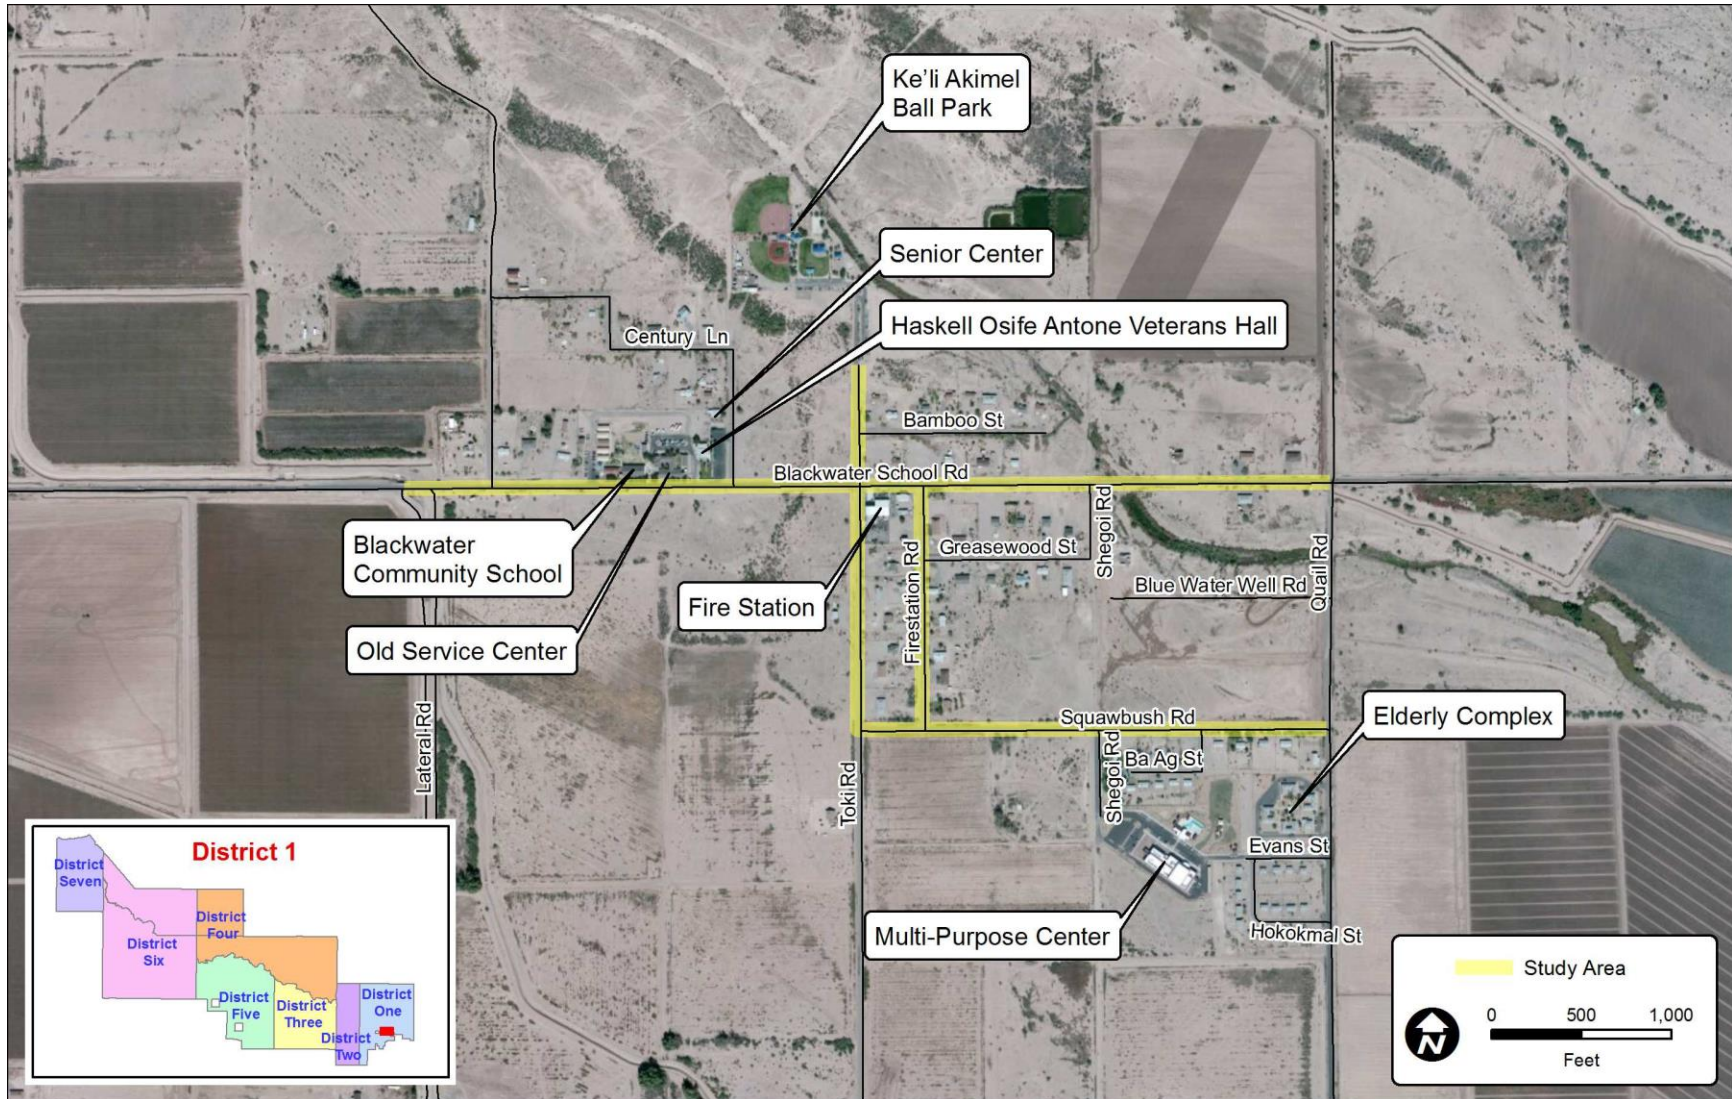 Ke'li Akimel
Ball Park
Senior Center
Haskell Osife Antone Veterans Hall
Century Ln
Bamboo St
Blackwater School Rd
Blackwater
Community School
Old Service Center
Fire Station
Firestation Rd
Greasewood St
Shegoi Rd
Blue Water Well Rd
Quail Rd
Squawbush Rd
Elderly Complex
Lateral Rd
Toki Rd
Shegoi Rd
Ba Ag St
Evans St
Hokokmal St
Multi-Purpose Center
District 1
District
Seven
District
Six
District
Four
District
Five
District
Three
District
Two
District
One
Study Area
N
0 500 1,000
Feet